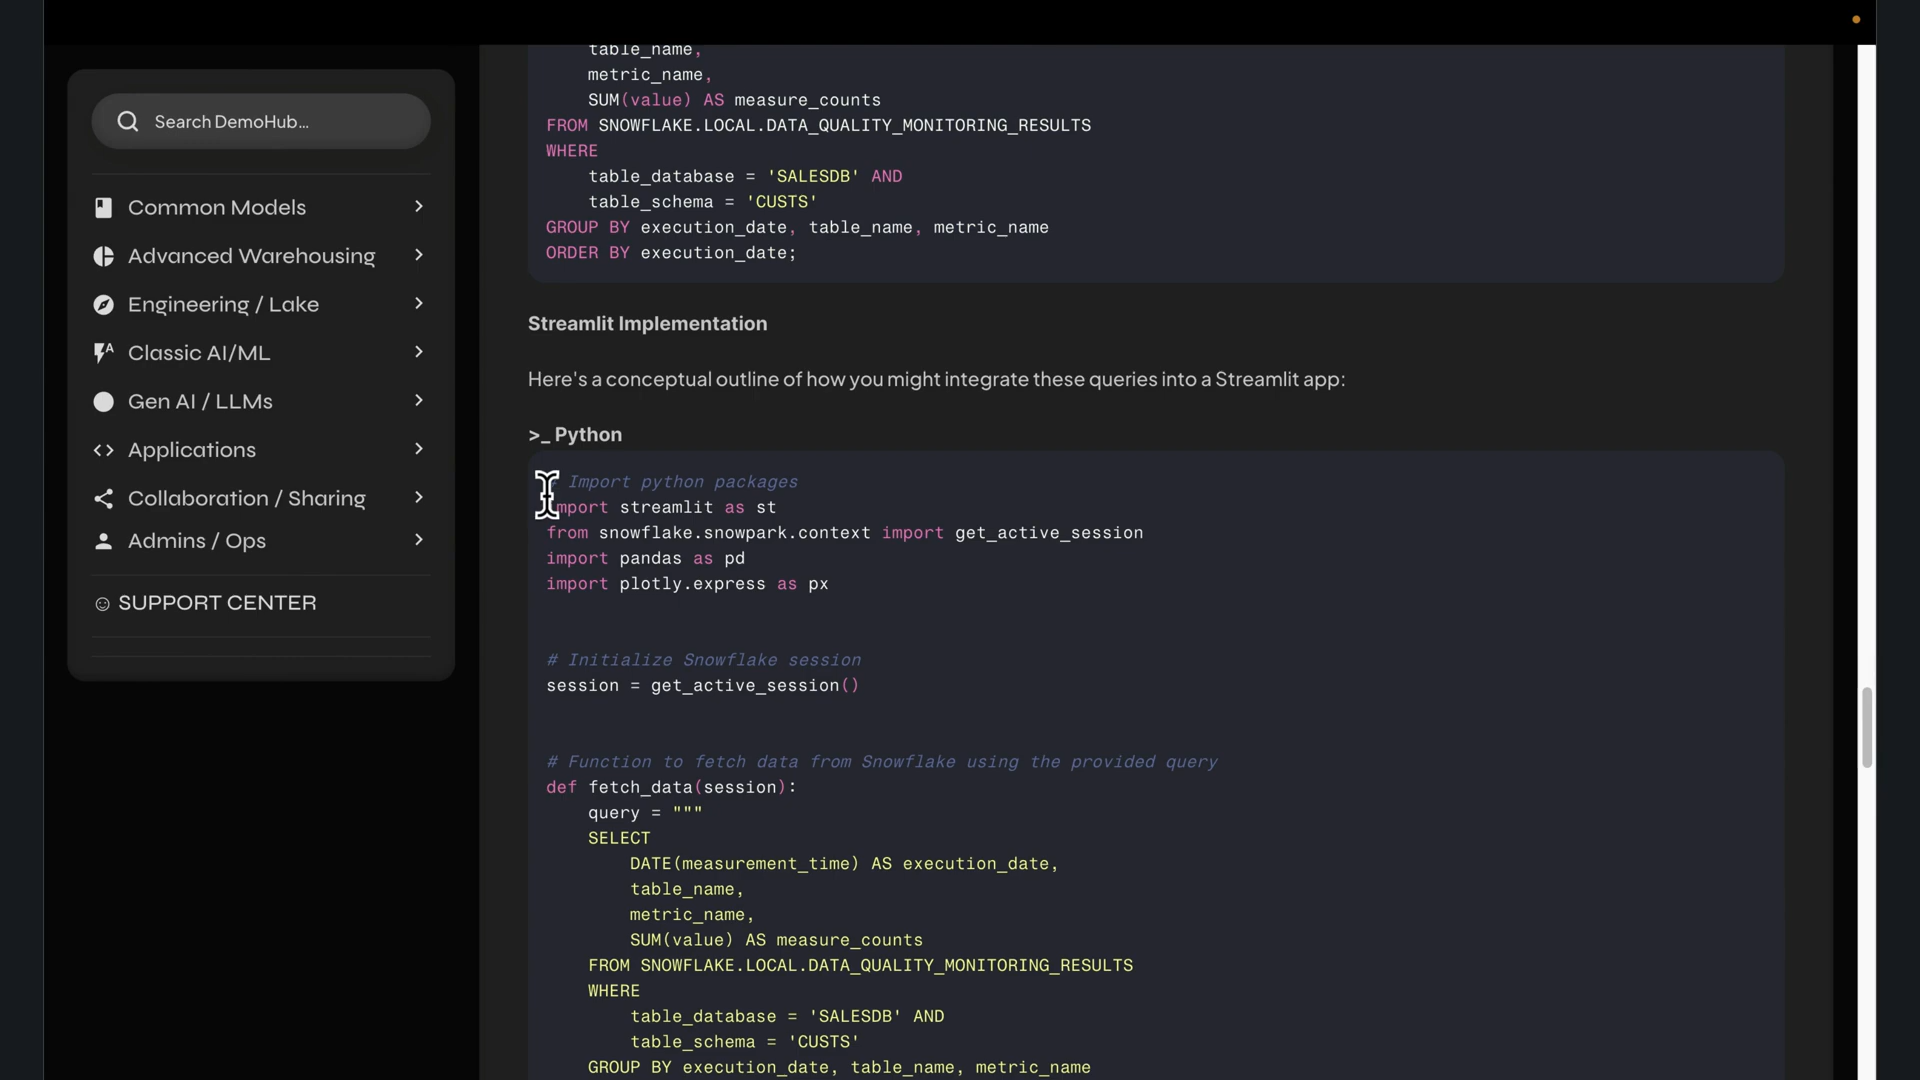 Search DemoHub...
Common Models
Advanced Warehousing
Engineering / Lake
Classic AI/ML
Gen AI / LLMs
Applications
Collaboration / Sharing
Admins / Ops
SUPPORT CENTER
table_name,
metric_name,
SUM(value) AS measure_counts
FROM SNOWFLAKE.LOCAL.DATA_QUALITY_MONITORING_RESULTS
WHERE
table_database = 'SALESDB' AND
table_schema = 'CUSTS'
GROUP BY execution_date, table_name, metric_name
ORDER BY execution_date;
Streamlit Implementation
Here's a conceptual outline of how you might integrate these queries into a Streamlit app:
>_ Python
# Import python packages
import streamlit as st
from snowflake.snowpark.context import get_active_session
import pandas as pd
import plotly.express as px
# Initialize Snowflake session
session = get_active_session()
# Function to fetch data from Snowflake using the provided query
def fetch_data(session):
query = """
SELECT
DATE(measurement_time) AS execution_date,
table_name,
metric_name,
SUM(value) AS measure_counts
FROM SNOWFLAKE.LOCAL.DATA_QUALITY_MONITORING_RESULTS
WHERE
table_database = 'SALESDB' AND
table_schema = 'CUSTS'
GROUP BY execution_date, table_name, metric_name